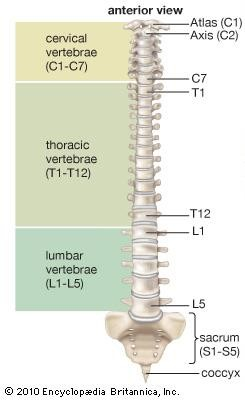 anterior view
Atlas (C1)
Axis (C2)
cervical
vertebrae
(C1-C7)
C7
T1
thoracic
vertebrae
(T1-T12)
T12
L1
lumbar
vertebrae
(L1-L5)
L5
sacrum
(S1-S5)
coccyx
© 2010 Encyclopædia Britannica, Inc.